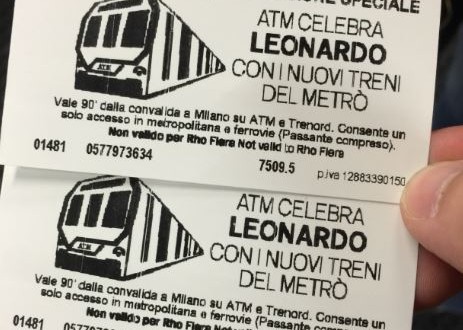 SPECIALE
ATM CELEBRA
LEONARDO
CON I NUOVI TRENI
DEL METRÒ
ATM
Vale 90' dalla convalida a Milano su ATM e Trenord. Consente un
solo accesso in metropolitana e ferrovie (Passante compreso).
Non valido per Rho Fiera Not valid to Rho Fiera
01481 0577973634 7509.5 p.iva 12883390150
ATM CELEBRA
LEONARDO
CON I NUOVI TRENI
DEL METRÒ
ATM
Vale 90' dalla convalida a Milano su ATM e Trenord. Consente un
solo accesso in metropolitana e ferrovie (Passante compreso).
Non valido per Rho Fiera
01481